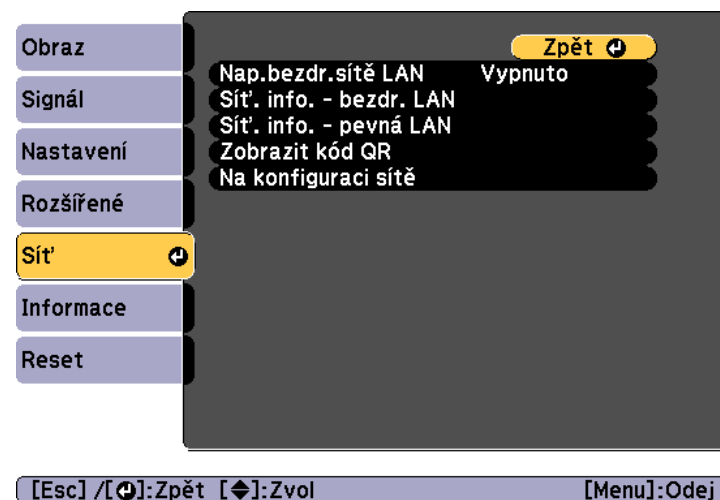 Obraz
Signál
Nastavení
Rozšířené
Síť
Informace
Reset
Zpět
Nap.bezdr.sítě LAN Vypnuto
Síť. info. - bezdr. LAN
Síť. info. - pevná LAN
Zobrazit kód QR
Na konfiguraci sítě
[Esc] /[]:Zpět []:Zvol [Menu]:Odej